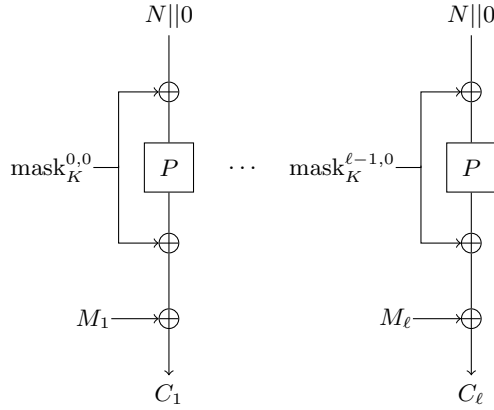 N||0 N||0
mask_K^{0,0} P ... mask_K^{ℓ-1,0} P
M_1 M_ℓ
C_1 C_ℓ